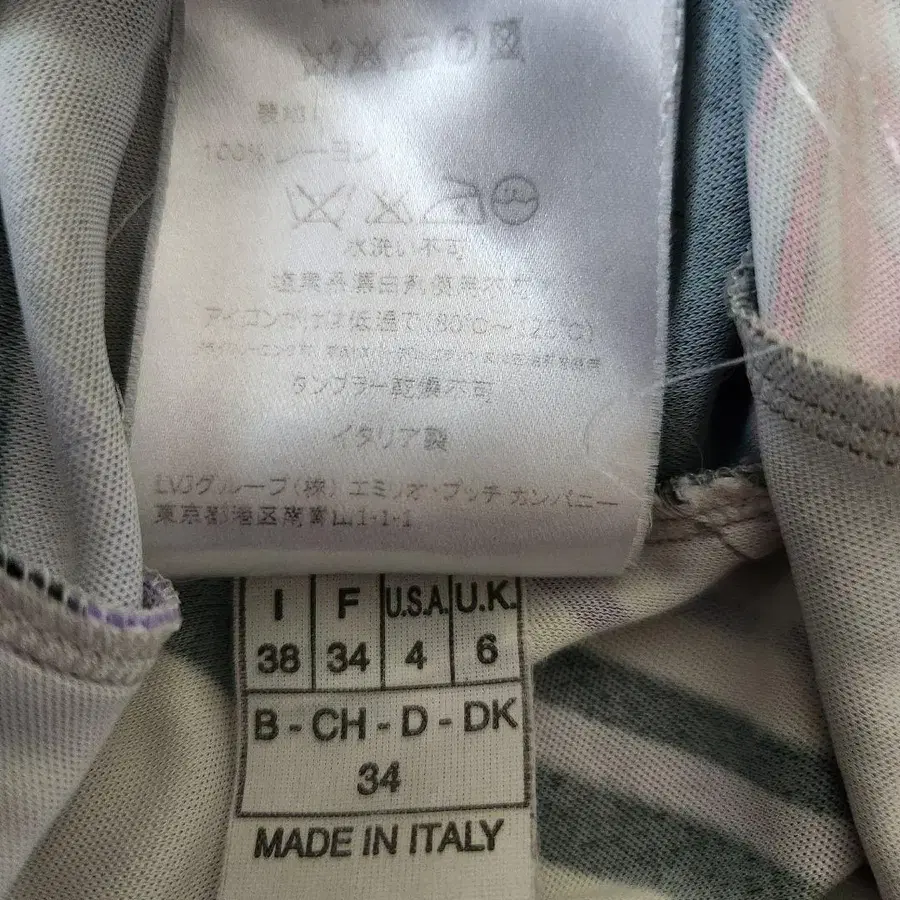 100% レーヨン
水洗い不可
塩素系漂白剤使用不可
アイロンがけは低温で(80°C～120°C)
タンブラー乾燥不可
イタリア製
LVJグループ(株) エミリオ・プッチ カンパニー
東京都港区南青山1-1-1
I F U.S.A. U.K.
38 34 4 6
B - CH - D - DK
34
MADE IN ITALY